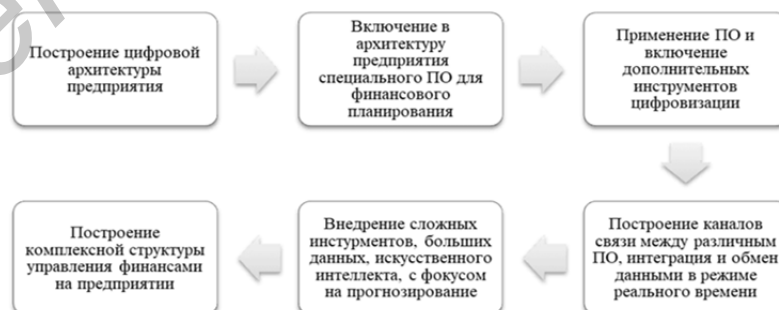 Построение цифровой
архитектуры
предприятия
Включение в
архитектуру
предприятия
специального ПО для
финансового
планирования
Применение ПО и
включение
дополнительных
инструментов
цифровизации
Построение каналов
связи между различным
ПО, интеграция и обмен
данными в режиме
реального времени
Внедрение сложных
инстурментов, больших
данных, искусственного
интеллекта, с фокусом
на прогнозирование
Построение
комплексной структуры
управления финансами
на предприятии